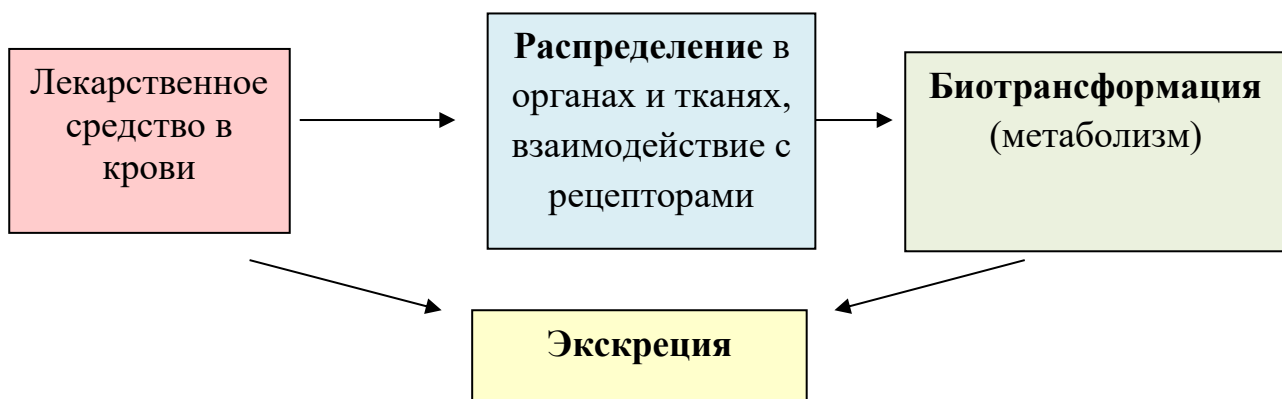 Лекарственное
средство в
крови
Распределение в
органах и тканях,
взаимодействие с
рецепторами
Биотрансформация
(метаболизм)
Экскреция